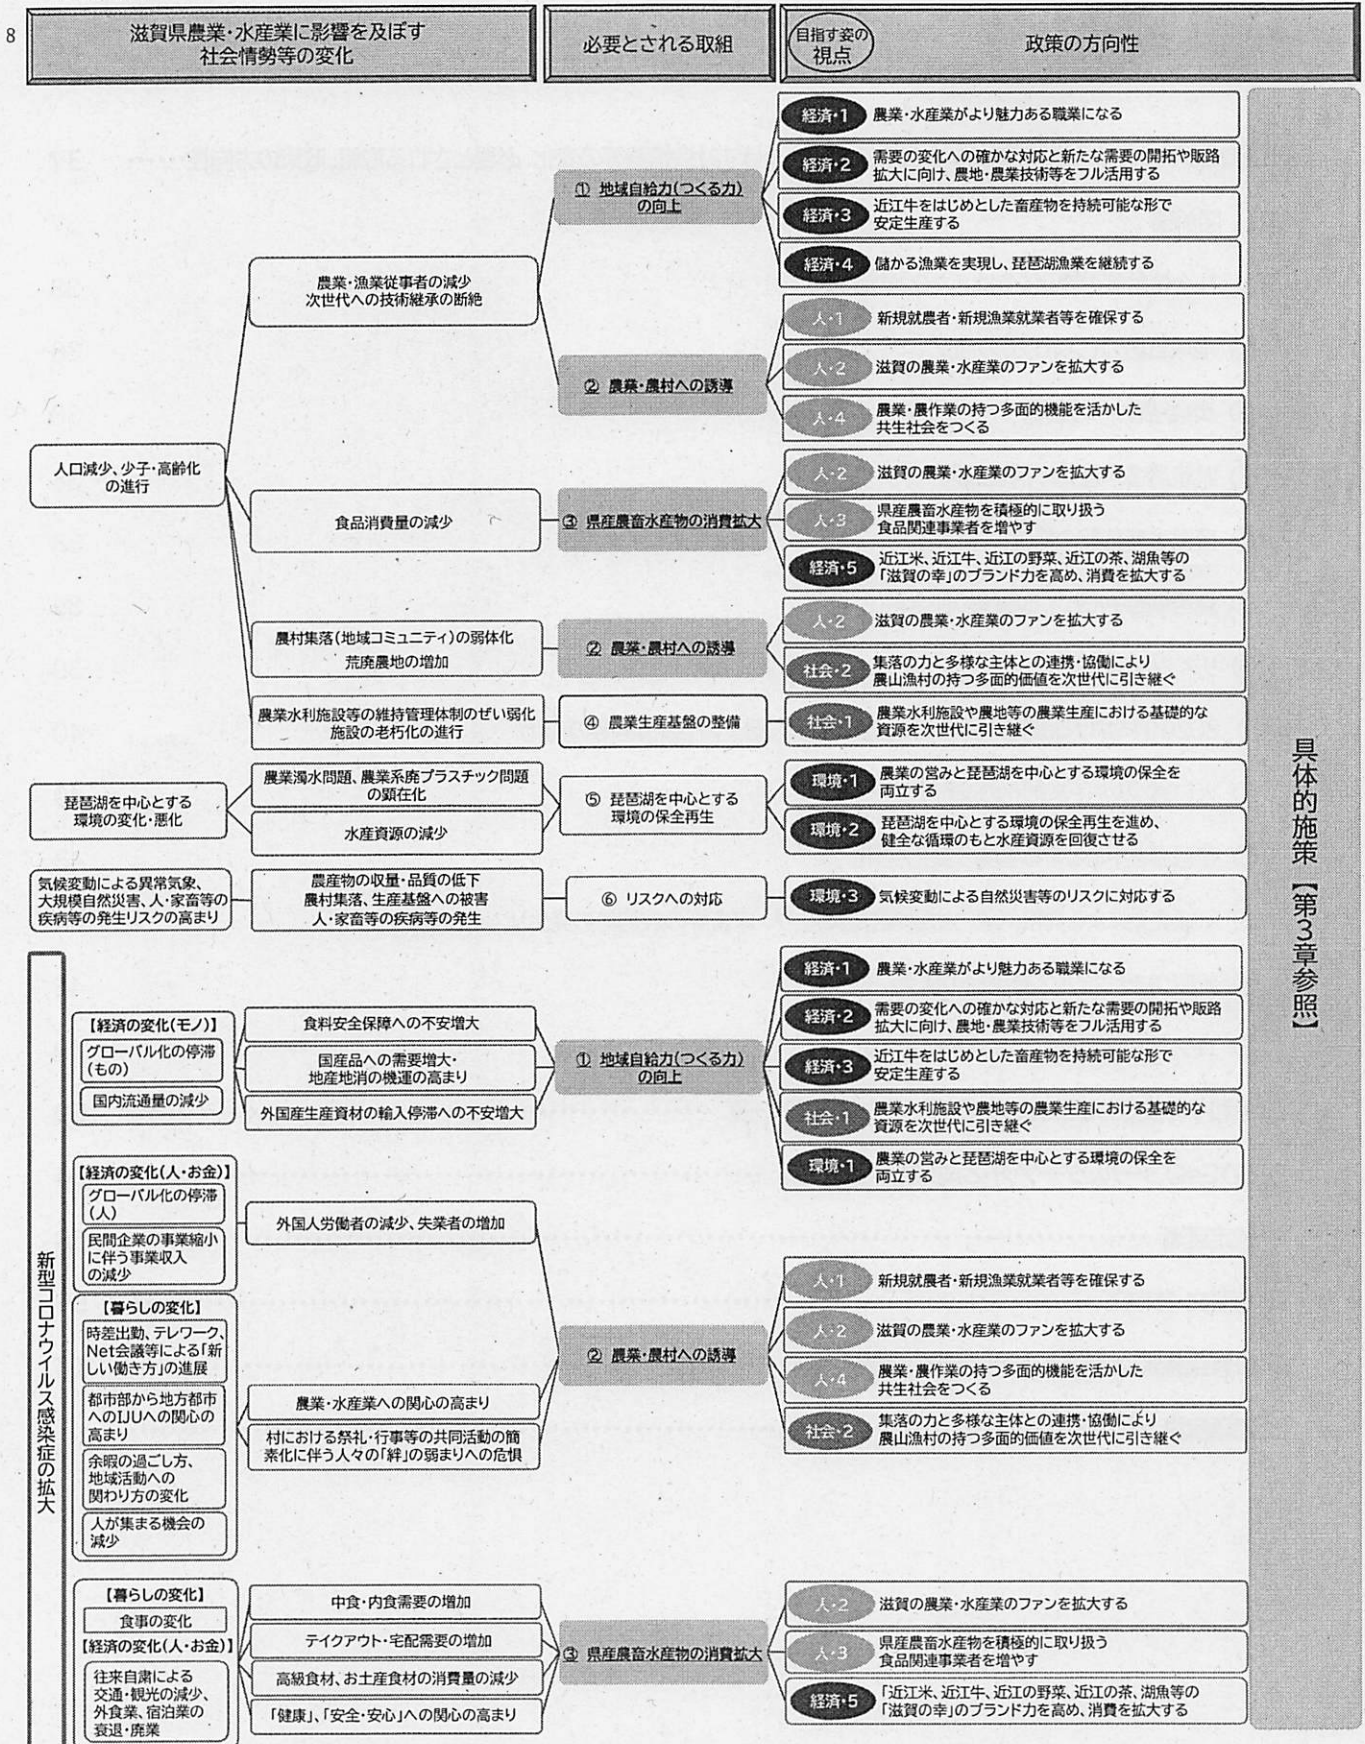 8
滋賀県農業・水産業に影響を及ぼす
社会情勢等の変化
必要とされる取組
目指す姿の
視点
政策の方向性
人口減少、少子・高齢化
の進行
農業・漁業従事者の減少
次世代への技術継承の断絶
① 地域自給力(つくる力)
の向上
経済・1
農業・水産業がより魅力ある職業になる
経済・2
需要の変化への確かな対応と新たな需要の開拓や販路
拡大に向け、農地・農業技術等をフル活用する
経済・3
近江牛をはじめとした畜産物を持続可能な形で
安定生産する
経済・4
儲かる漁業を実現し、琵琶湖漁業を継続する
② 農業・農村への誘導
人・1
新規就農者・新規漁業就業者等を確保する
人・2
滋賀の農業・水産業のファンを拡大する
人・4
農業・農作業の持つ多面的機能を活かした
共生社会をつくる
食品消費量の減少
③ 県産農畜水産物の消費拡大
人・2
滋賀の農業・水産業のファンを拡大する
人・3
県産農畜水産物を積極的に取り扱う
食品関連事業者を増やす
経済・5
近江米、近江牛、近江の野菜、近江の茶、湖魚等の
「滋賀の幸」のブランド力を高め、消費を拡大する
農村集落(地域コミュニティ)の弱体化
荒廃農地の増加
② 農業・農村への誘導
人・2
滋賀の農業・水産業のファンを拡大する
社会・2
集落の力と多様な主体との連携・協働により
農山漁村の持つ多面的価値を次世代に引き継ぐ
農業水利施設等の維持管理体制のぜい弱化
施設の老朽化の進行
④ 農業生産基盤の整備
社会・1
農業水利施設や農地等の農業生産における基礎的な
資源を次世代に引き継ぐ
琵琶湖を中心とする
環境の変化・悪化
農業濁水問題、農業系廃プラスチック問題
の顕在化
水産資源の減少
⑤ 琵琶湖を中心とする
環境の保全再生
環境・1
農業の営みと琵琶湖を中心とする環境の保全を
両立する
環境・2
琵琶湖を中心とする環境の保全再生を進め、
健全な循環のもと水産資源を回復させる
気候変動による異常気象、
大規模自然災害、人・家畜等の
疾病等の発生リスクの高まり
農産物の収量・品質の低下
農村集落、生産基盤への被害
人・家畜等の疾病等の発生
⑥ リスクへの対応
環境・3
気候変動による自然災害等のリスクに対応する
具体的施策【第3章参照】
新型コロナウイルス感染症の拡大
【経済の変化(モノ)】
グローバル化の停滞
(もの)
国内流通量の減少
食料安全保障への不安増大
国産品への需要増大・
地産地消の機運の高まり
外国産生産資材の輸入停滞への不安増大
① 地域自給力(つくる力)
の向上
経済・1
農業・水産業がより魅力ある職業になる
経済・2
需要の変化への確かな対応と新たな需要の開拓や販路
拡大に向け、農地・農業技術等をフル活用する
経済・3
近江牛をはじめとした畜産物を持続可能な形で
安定生産する
社会・1
農業水利施設や農地等の農業生産における基礎的な
資源を次世代に引き継ぐ
環境・1
農業の営みと琵琶湖を中心とする環境の保全を
両立する
【経済の変化(人・お金)】
グローバル化の停滞
(人)
民間企業の事業縮小
に伴う事業収入
の減少
外国人労働者の減少、失業者の増加
【暮らしの変化】
時差出勤、テレワーク、
Net会議等による「新
しい働き方」の進展
都市部から地方都市
へのIJUへの関心の
高まり
余暇の過ごし方、
地域活動への
関わり方の変化
人が集まる機会の
減少
農業・水産業への関心の高まり
村における祭礼・行事等の共同活動の簡
素化に伴う人々の「絆」の弱まりへの危惧
② 農業・農村への誘導
人・1
新規就農者・新規漁業就業者等を確保する
人・2
滋賀の農業・水産業のファンを拡大する
人・4
農業・農作業の持つ多面的機能を活かした
共生社会をつくる
社会・2
集落の力と多様な主体との連携・協働により
農山漁村の持つ多面的価値を次世代に引き継ぐ
【暮らしの変化】
食事の変化
【経済の変化(人・お金)】
往来自粛による
交通・観光の減少、
外食業、宿泊業の
衰退・廃業
中食・内食需要の増加
テイクアウト・宅配需要の増加
高級食材、お土産食材の消費量の減少
「健康」、「安全・安心」への関心の高まり
③ 県産農畜水産物の消費拡大
人・2
滋賀の農業・水産業のファンを拡大する
人・3
県産農畜水産物を積極的に取り扱う
食品関連事業者を増やす
経済・5
「近江米、近江牛、近江の野菜、近江の茶、湖魚等の
「滋賀の幸」のブランド力を高め、消費を拡大する